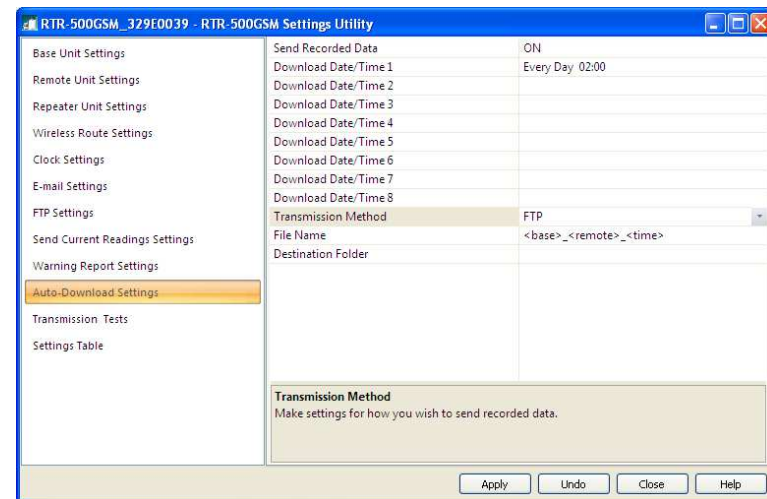 RTR-500GSM_329E0039 - RTR-500GSM Settings Utility
Base Unit Settings
Remote Unit Settings
Repeater Unit Settings
Wireless Route Settings
Clock Settings
E-mail Settings
FTP Settings
Send Current Readings Settings
Warning Report Settings
Auto-Download Settings
Transmission Tests
Settings Table
Send Recorded Data ON
Download Date/Time 1 Every Day 02:00
Download Date/Time 2
Download Date/Time 3
Download Date/Time 4
Download Date/Time 5
Download Date/Time 6
Download Date/Time 7
Download Date/Time 8
Transmission Method FTP
File Name <base>_<remote>_<time>
Destination Folder
Transmission Method
Make settings for how you wish to send recorded data.
Apply Undo Close Help